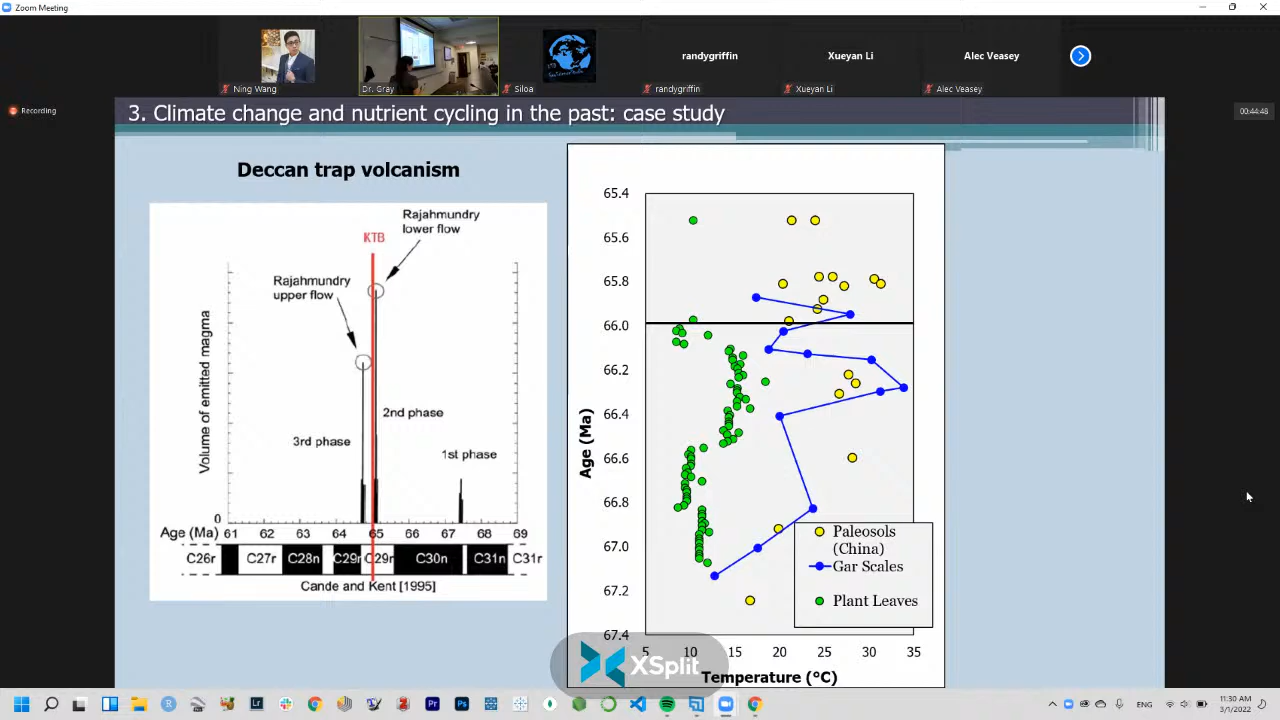 Zoom Meeting
randygriffin
Xueyan Li
Alec Veasey
Ning Wang
Dr. Gray
Siloa
randygriffin
Xueyan Li
Alec Veasey
Recording
00:44:48
3. Climate change and nutrient cycling in the past: case study
Deccan trap volcanism
Rajahmundry
lower flow
KTB
Rajahmundry
upper flow
Volume of emitted magma
2nd phase
3rd phase
1st phase
0
Age (Ma) 61 62 63 64 65 66 67 68 69
C26r C27r C28n C29r C29r C30n C31n C31r
Cande and Kent [1995]
65.4
65.6
65.8
66.0
66.2
66.4
66.6
66.8
67.0
67.2
67.4
Age (Ma)
Paleosols
(China)
Gar Scales
Plant Leaves
5 10 15 20 25 30 35
Temperature (°C)
XSplit
11:30 AM
3/1/2022